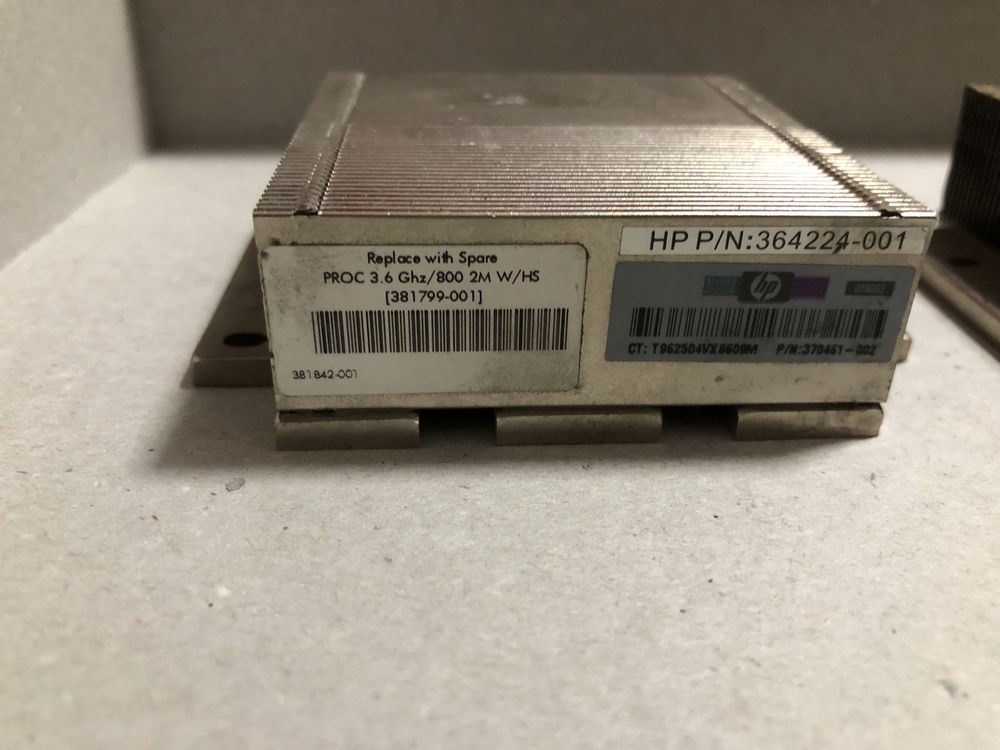 Replace with Spare
PROC 3.6 Ghz/800 2M W/HS
[381799-001]
381842-001
HP P/N:364224-001
hp
CT: T962504VX8609M P/N:370461-002